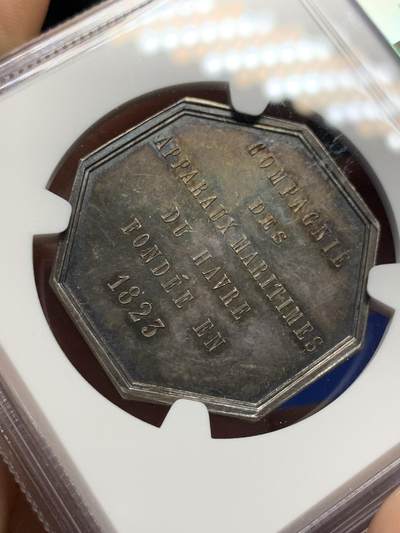 COMPAGNIE
DES
APPARAUX MARITIMES
DU HAVRE
FONDÉE EN
1823